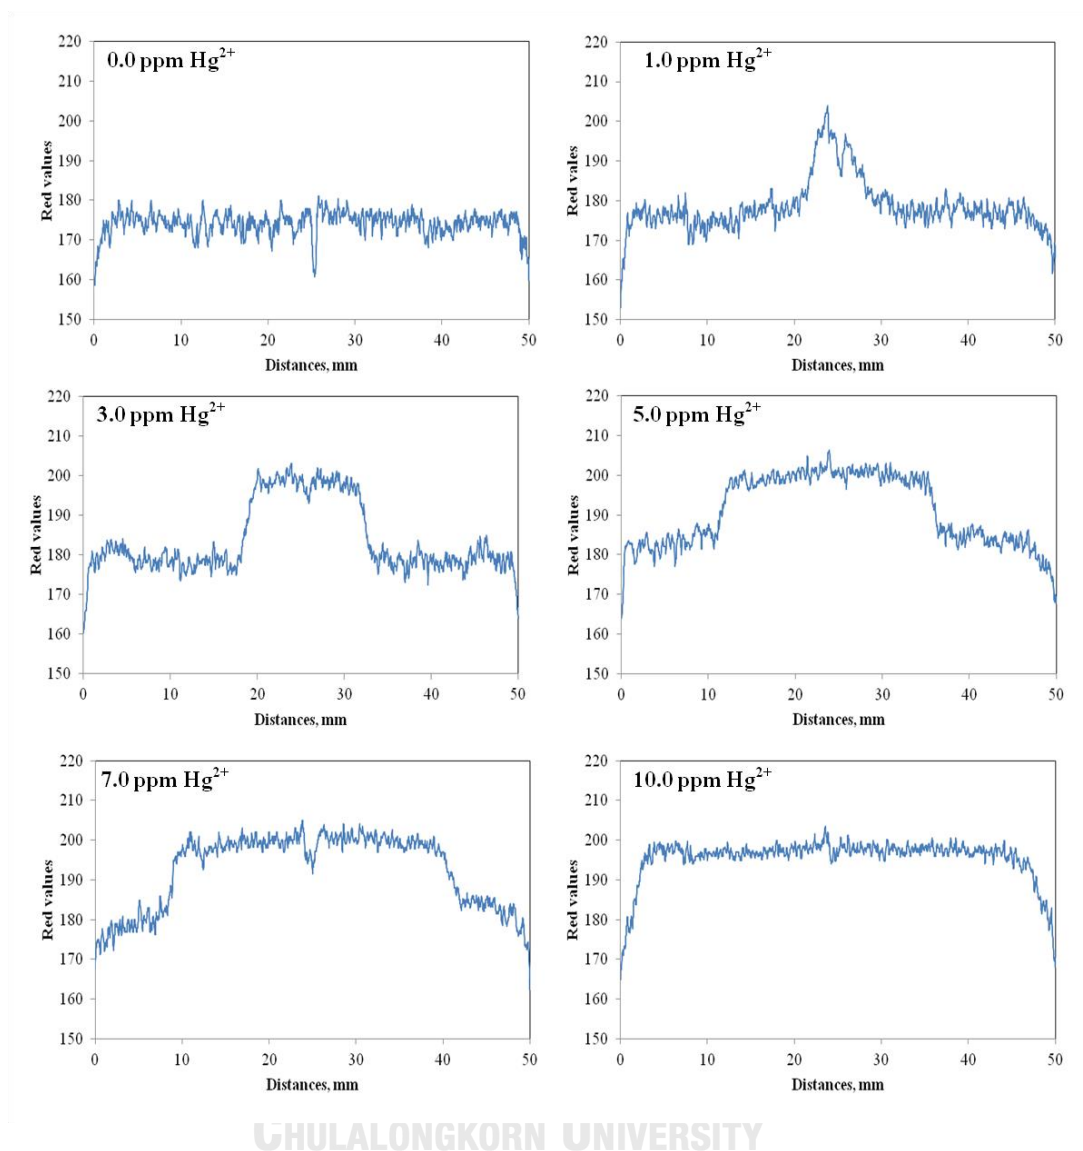 0.0 ppm Hg2+
220
210
200
190
180
170
160
150
Red values
0 10 20 30 40 50
Distances, mm
1.0 ppm Hg2+
220
210
200
190
180
170
160
150
Red values
0 10 20 30 40 50
Distances, mm
3.0 ppm Hg2+
220
210
200
190
180
170
160
150
Red values
0 10 20 30 40 50
Distances, mm
5.0 ppm Hg2+
220
210
200
190
180
170
160
150
Red values
0 10 20 30 40 50
Distances, mm
7.0 ppm Hg2+
220
210
200
190
180
170
160
150
Red values
0 10 20 30 40 50
Distances, mm
10.0 ppm Hg2+
220
210
200
190
180
170
160
150
Red values
0 10 20 30 40 50
Distances, mm
CHULALONGKORN UNIVERSITY